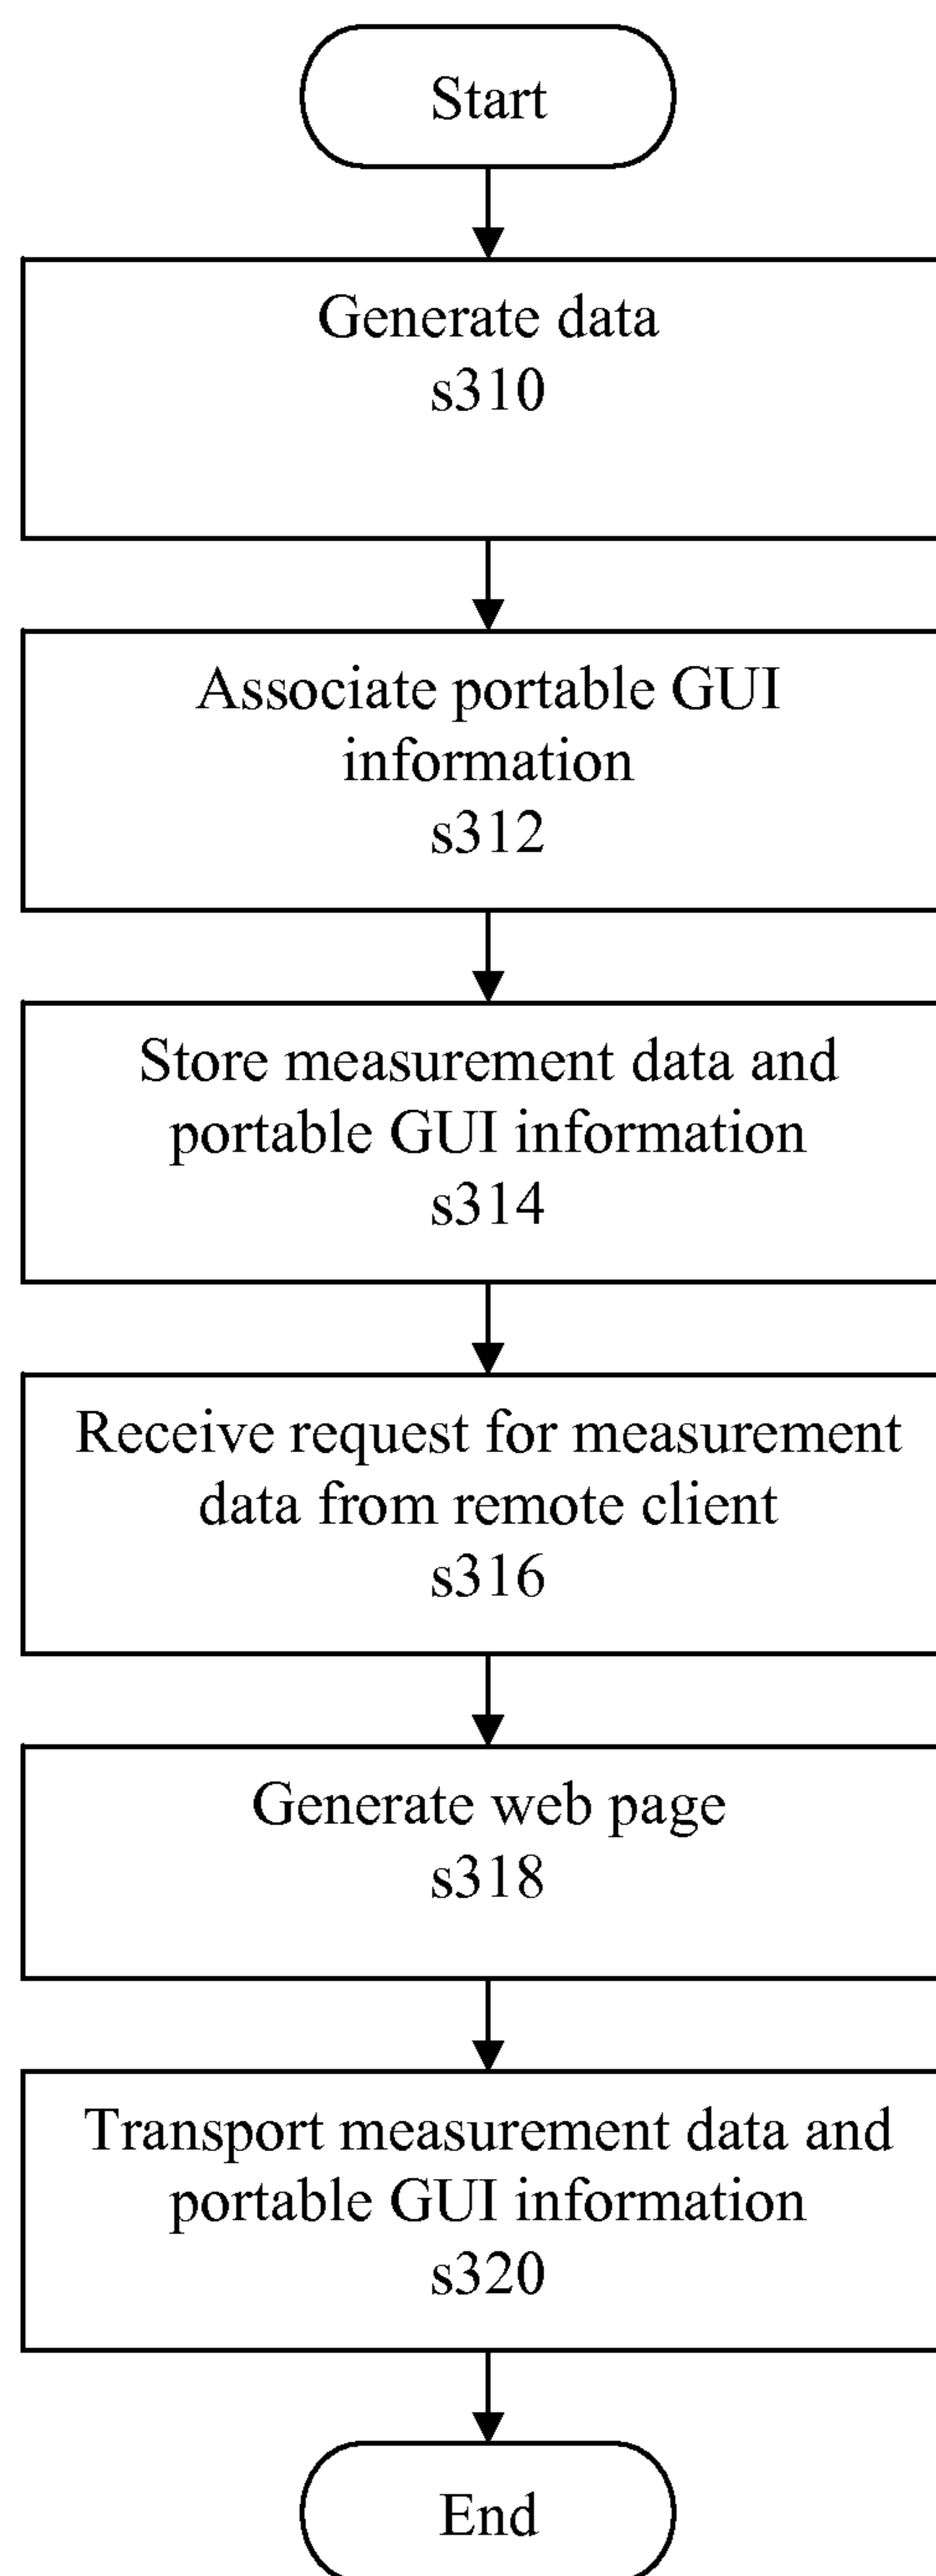 Start
Generate data
s310
Associate portable GUI
information
s312
Store measurement data and
portable GUI information
s314
Receive request for measurement
data from remote client
s316
Generate web page
s318
Transport measurement data and
portable GUI information
s320
End